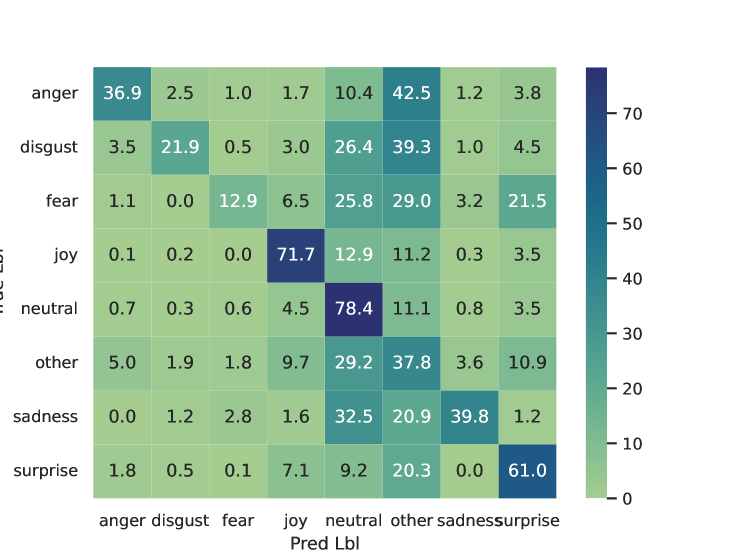 anger 36.9 2.5 1.0 1.7 10.4 42.5 1.2 3.8
disgust 3.5 21.9 0.5 3.0 26.4 39.3 1.0 4.5
fear 1.1 0.0 12.9 6.5 25.8 29.0 3.2 21.5
joy 0.1 0.2 0.0 71.7 12.9 11.2 0.3 3.5
neutral 0.7 0.3 0.6 4.5 78.4 11.1 0.8 3.5
other 5.0 1.9 1.8 9.7 29.2 37.8 3.6 10.9
sadness 0.0 1.2 2.8 1.6 32.5 20.9 39.8 1.2
surprise 1.8 0.5 0.1 7.1 9.2 20.3 0.0 61.0
anger disgust fear joy neutral other sadness surprise
Pred Lbl
70
60
50
40
30
20
10
0